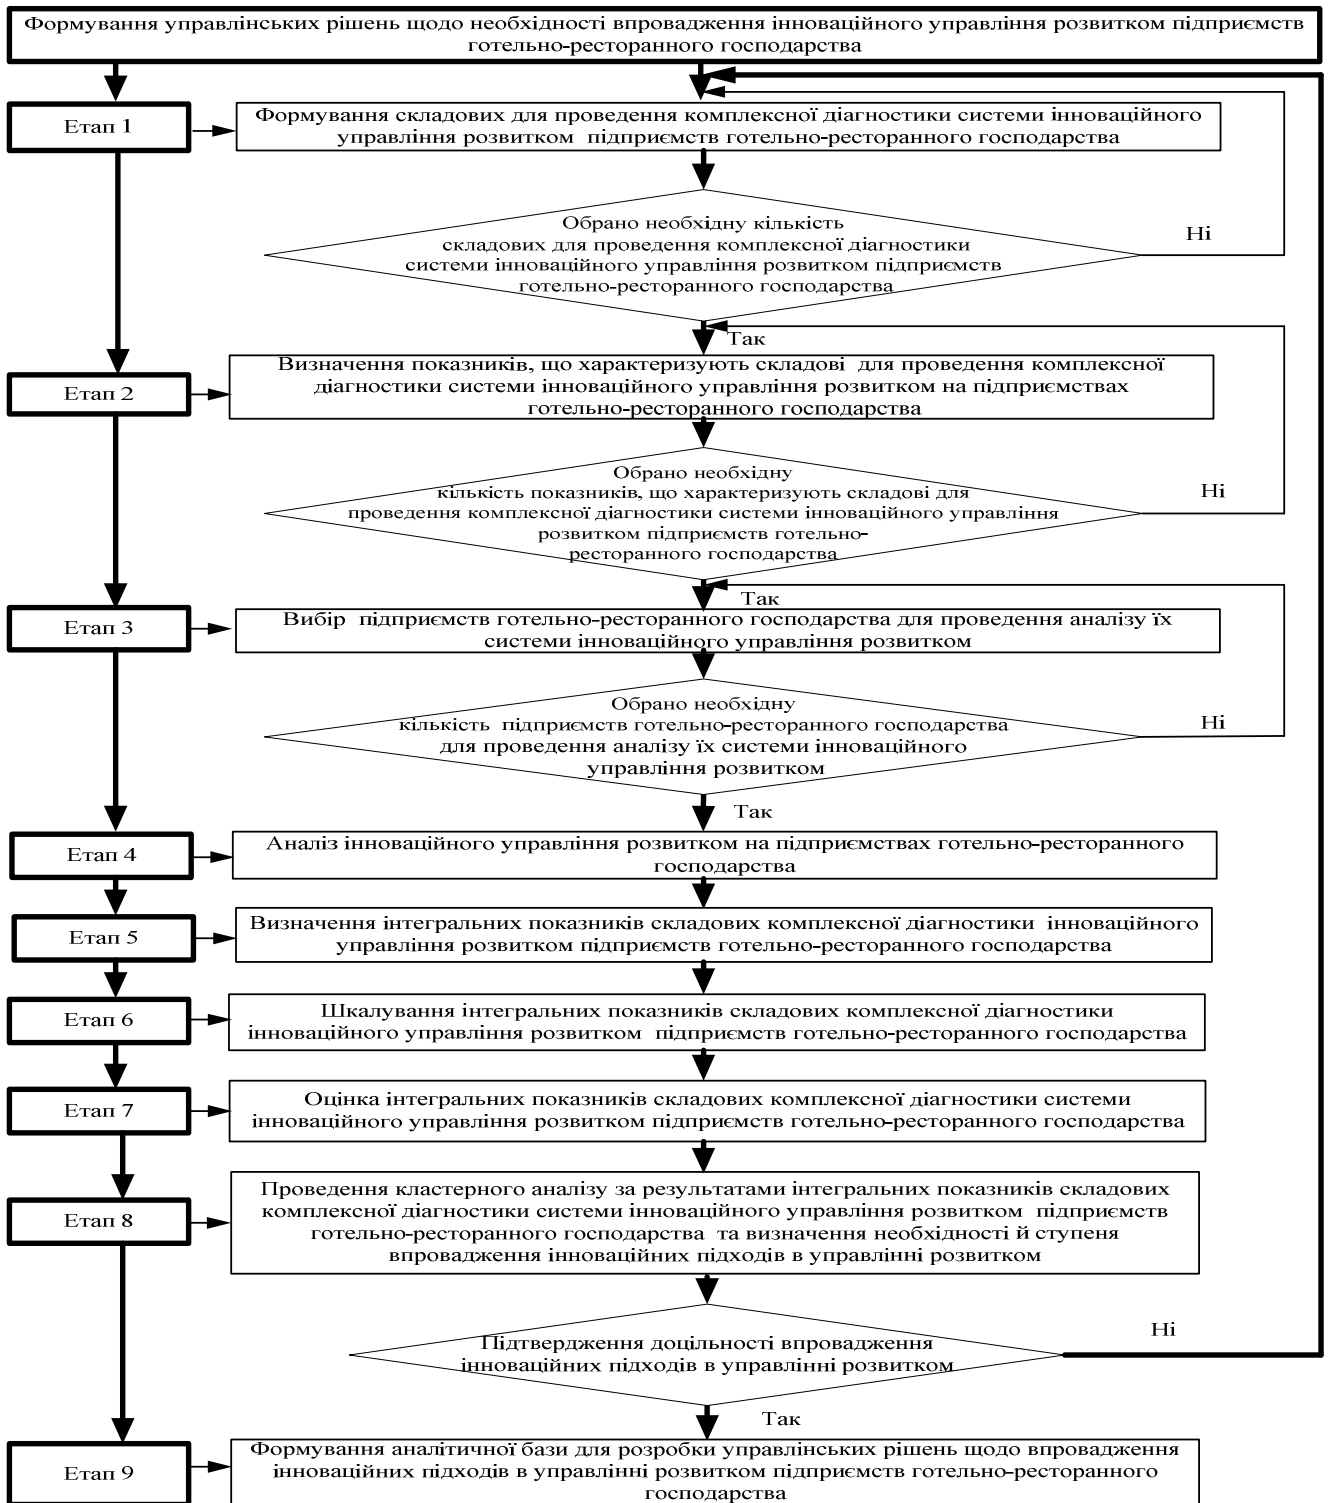 Формування управлінських рішень щодо необхідності впровадження інноваційного управління розвитком підприємств
готельно-ресторанного господарства
Етап 1
Формування складових для проведення комплексної діагностики системи інноваційного
управління розвитком підприємств готельно-ресторанного господарства
Обрано необхідну кількість
складових для проведення комплексної діагностики
системи інноваційного управління розвитком підприємств
готельно-ресторанного господарства
Ні
Так
Етап 2
Визначення показників, що характеризують складові для проведення комплексної
діагностики системи інноваційного управління розвитком на підприємствах
готельно-ресторанного господарства
Обрано необхідну
кількість показників, що характеризують складові для
проведення комплексної діагностики системи інноваційного управління
розвитком підприємств готельно-
ресторанного господарства
Ні
Так
Етап 3
Вибір підприємств готельно-ресторанного господарства для проведення аналізу їх
системи інноваційного управління розвитком
Обрано необхідну
кількість підприємств готельно-ресторанного господарства
для проведення аналізу їх системи інноваційного
управління розвитком
Ні
Так
Етап 4
Аналіз інноваційного управління розвитком на підприємствах готельно-ресторанного
господарства
Етап 5
Визначення інтегральних показників складових комплексної діагностики інноваційного
управління розвитком підприємств готельно-ресторанного господарства
Етап 6
Шкалування інтегральних показників складових комплексної діагностики
інноваційного управління розвитком підприємств готельно-ресторанного господарства
Етап 7
Оцінка інтегральних показників складових комплексної діагностики системи
інноваційного управління розвитком підприємств готельно-ресторанного господарства
Етап 8
Проведення кластерного аналізу за результатами інтегральних показників складових
комплексної діагностики системи інноваційного управління розвитком підприємств
готельно-ресторанного господарства та визначення необхідності й ступеня
впровадження інноваційних підходів в управлінні розвитком
Підтвердження доцільності впровадження
інноваційних підходів в управлінні розвитком
Ні
Так
Етап 9
Формування аналітичної бази для розробки управлінських рішень щодо впровадження
інноваційних підходів в управлінні розвитком підприємств готельно-ресторанного
господарства